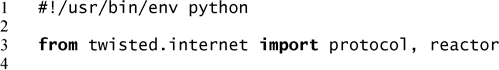 1 #!/usr/bin/env python
2
3 from twisted.internet import protocol, reactor
4